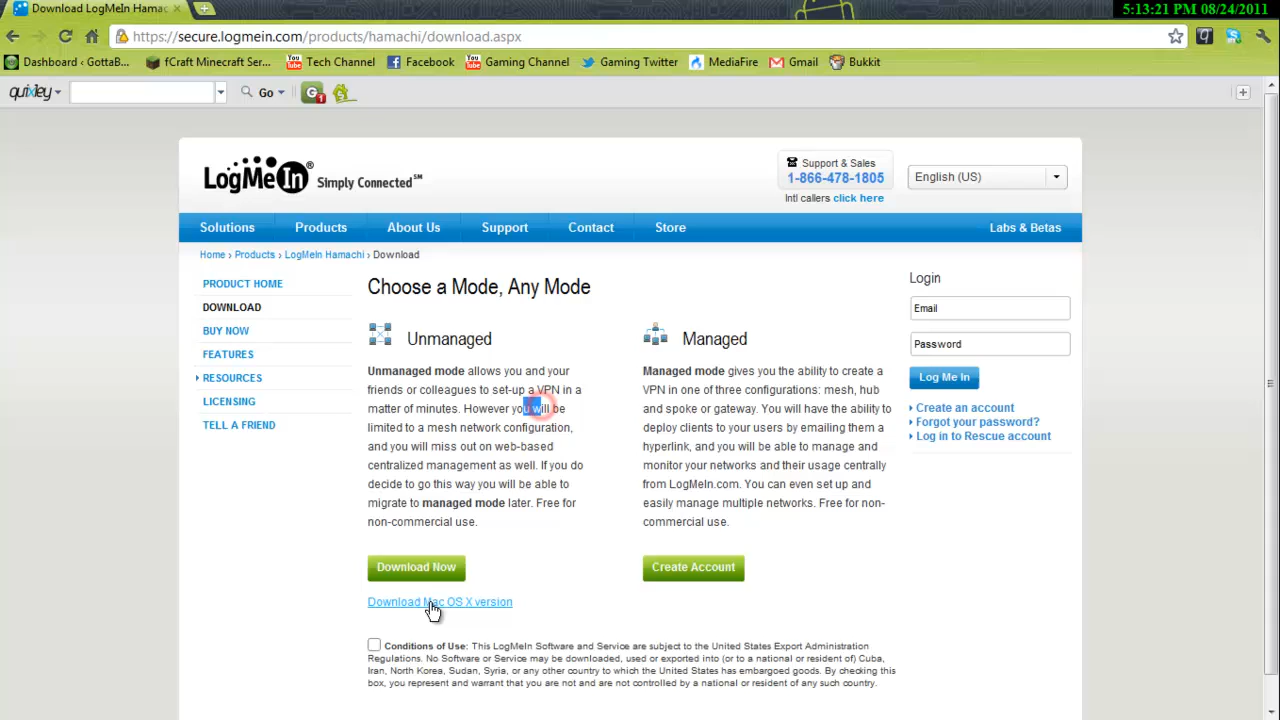 5:13:21 PM 08/24/2011
Download LogMeIn Hamac
https://secure.logmein.com/products/hamachi/download.aspx
Dashboard ‹ GottaB... fCraft Minecraft Ser... Tech Channel Facebook Gaming Channel Gaming Twitter MediaFire Gmail Bukkit
quixley Go
LogMeIn® Simply Connected℠
Support & Sales
1-866-478-1805
Intl callers click here
English (US)
Solutions Products About Us Support Contact Store Labs & Betas
Home › Products › LogMeIn Hamachi › Download
PRODUCT HOME
DOWNLOAD
BUY NOW
FEATURES
RESOURCES
LICENSING
TELL A FRIEND
Choose a Mode, Any Mode
Unmanaged
Unmanaged mode allows you and your
friends or colleagues to set-up a VPN in a
matter of minutes. However you will be
limited to a mesh network configuration,
and you will miss out on web-based
centralized management as well. If you do
decide to go this way you will be able to
migrate to managed mode later. Free for
non-commercial use.
Download Now
Download Mac OS X version
Managed
Managed mode gives you the ability to create a
VPN in one of three configurations: mesh, hub
and spoke or gateway. You will have the ability to
deploy clients to your users by emailing them a
hyperlink, and you will be able to manage and
monitor your networks and their usage centrally
from LogMeIn.com. You can even set up and
easily manage multiple networks. Free for non-
commercial use.
Create Account
Conditions of Use: This LogMeIn Software and Service are subject to the United States Export Administration
Regulations. No Software or Service may be downloaded, used or exported into (or to a national or resident of) Cuba,
Iran, North Korea, Sudan, Syria, or any other country to which the United States has embargoed goods. By checking this
box, you represent and warrant that you are not and are not controlled by a national or resident of any such country.
Login
Email
Password
Log Me In
Create an account
Forgot your password?
Log in to Rescue account